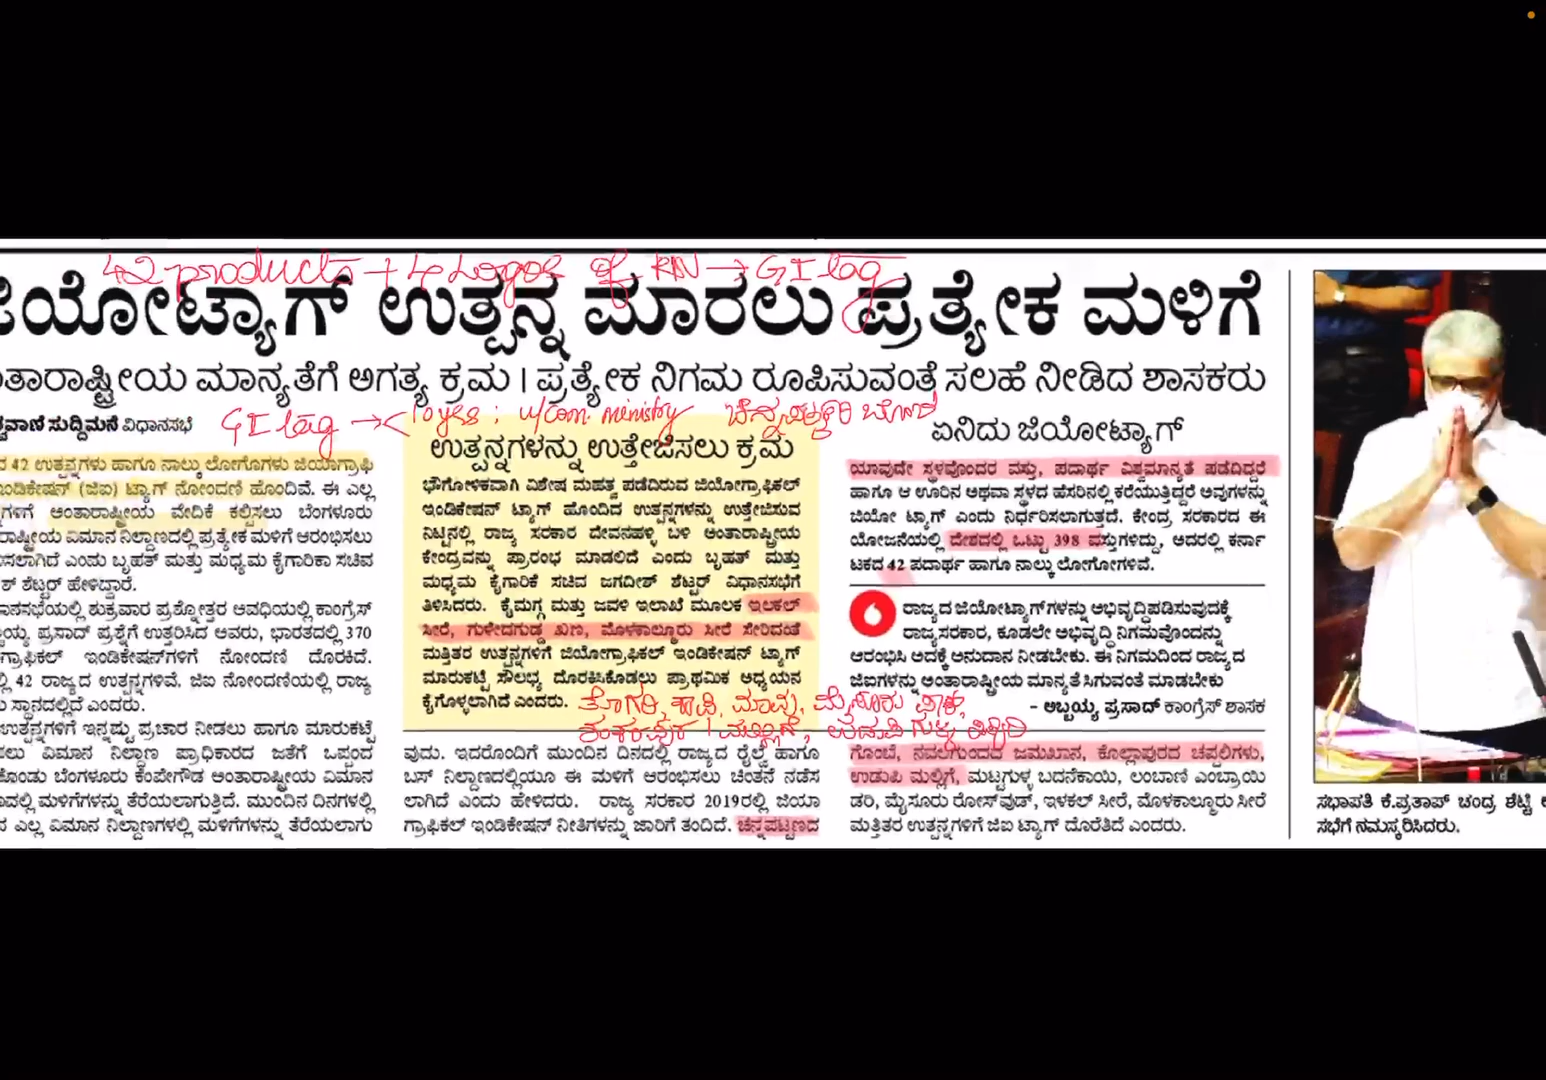 42 products + 4 Logos of KN → GI tag
ಜಿಯೋಟ್ಯಾಗ್ ಉತ್ಪನ್ನ ಮಾರಲು ಪ್ರತ್ಯೇಕ ಮಳಿಗೆ
ತಾರಾಷ್ಟ್ರೀಯ ಮಾನ್ಯತೆಗೆ ಅಗತ್ಯ ಕ್ರಮ | ಪ್ರತ್ಯೇಕ ನಿಗಮ ರೂಪಿಸುವಂತೆ ಸಲಹೆ ನೀಡಿದ ಶಾಸಕರು
GI tag → 10 yes : u/com. ministry
ವಾಣಿ ಸುದ್ದಿಮನೆ ವಿಧಾನಸಭೆ
ದ 42 ಉತ್ಪನ್ನಗಳು ಹಾಗೂ ನಾಲ್ಕು ಲೋಗೊಗಳು ಜಿಯಾಗ್ರಾಫಿ
ಇಂಡಿಕೇಷನ್ (ಜಿಐ) ಟ್ಯಾಗ್ ನೋಂದಣಿ ಹೊಂದಿವೆ. ಈ ಎಲ್ಲ
ಗಳಿಗೆ ಅಂತಾರಾಷ್ಟ್ರೀಯ ವೇದಿಕೆ ಕಲ್ಪಿಸಲು ಬೆಂಗಳೂರು
ರಾಷ್ಟ್ರೀಯ ವಿಮಾನ ನಿಲ್ದಾಣದಲ್ಲಿ ಪ್ರತ್ಯೇಕ ಮಳಿಗೆ ಆರಂಭಿಸಲು
ಸಲಾಗಿದೆ ಎಂದು ಬೃಹತ್ ಮತ್ತು ಮಧ್ಯಮ ಕೈಗಾರಿಕಾ ಸಚಿವ
ಶ್ ಶೆಟ್ಟರ್ ಹೇಳಿದ್ದಾರೆ.
ಾನಸಭೆಯಲ್ಲಿ ಶುಕ್ರವಾರ ಪ್ರಶ್ನೋತ್ತರ ಅವಧಿಯಲ್ಲಿ ಕಾಂಗ್ರೆಸ್
ಯ್ಯ ಪ್ರಸಾದ್ ಪ್ರಶ್ನೆಗೆ ಉತ್ತರಿಸಿದ ಅವರು, ಭಾರತದಲ್ಲಿ 370
ಗ್ರಾಫಿಕಲ್ ಇಂಡಿಕೇಷನ್‌ಗಳಿಗೆ ನೋಂದಣಿ ದೊರಕಿದೆ.
ಲ್ಲಿ 42 ರಾಜ್ಯದ ಉತ್ಪನ್ನಗಳಿವೆ. ಜಿಐ ನೋಂದಣಿಯಲ್ಲಿ ರಾಜ್ಯ
ಸ್ಥಾನದಲ್ಲಿದೆ ಎಂದರು.
ಉತ್ಪನ್ನಗಳಿಗೆ ಇನ್ನಷ್ಟು ಪ್ರಚಾರ ನೀಡಲು ಹಾಗೂ ಮಾರುಕಟ್ಟೆ
ಸಲು ವಿಮಾನ ನಿಲ್ದಾಣ ಪ್ರಾಧಿಕಾರದ ಜತೆಗೆ ಒಪ್ಪಂದ
ಕೊಂಡು ಬೆಂಗಳೂರು ಕೆಂಪೇಗೌಡ ಅಂತಾರಾಷ್ಟ್ರೀಯ ವಿಮಾನ
ದಲ್ಲಿ ಮಳಿಗೆಗಳನ್ನು ತೆರೆಯಲಾಗುತ್ತಿದೆ. ಮುಂದಿನ ದಿನಗಳಲ್ಲಿ
ಎಲ್ಲ ವಿಮಾನ ನಿಲ್ದಾಣಗಳಲ್ಲಿ ಮಳಿಗೆಗಳನ್ನು ತೆರೆಯಲಾಗು
ಉತ್ಪನ್ನಗಳನ್ನು ಉತ್ತೇಜಿಸಲು ಕ್ರಮ
ಭೌಗೋಳಿಕವಾಗಿ ವಿಶೇಷ ಮಹತ್ವ ಪಡೆದಿರುವ ಜಿಯೋಗ್ರಾಫಿಕಲ್
ಇಂಡಿಕೇಶನ್ ಟ್ಯಾಗ್ ಹೊಂದಿದ ಉತ್ಪನ್ನಗಳನ್ನು ಉತ್ತೇಜಿಸುವ
ನಿಟ್ಟಿನಲ್ಲಿ ರಾಜ್ಯ ಸರಕಾರ ದೇವನಹಳ್ಳಿ ಬಳಿ ಅಂತಾರಾಷ್ಟ್ರೀಯ
ಕೇಂದ್ರವನ್ನು ಪ್ರಾರಂಭ ಮಾಡಲಿದೆ ಎಂದು ಬೃಹತ್ ಮತ್ತು
ಮಧ್ಯಮ ಕೈಗಾರಿಕೆ ಸಚಿವ ಜಗದೀಶ್ ಶೆಟ್ಟರ್ ವಿಧಾನಸಭೆಗೆ
ತಿಳಿಸಿದರು. ಕೈಮಗ್ಗ ಮತ್ತು ಜವಳಿ ಇಲಾಖೆ ಮೂಲಕ ಇಲಕಲ್
ಸೀರೆ, ಗುಳೇದಗುಡ್ಡ ಖಣ, ಮೊಳಕಾಲ್ಮೂರು ಸೀರೆ ಸೇರಿದಂತೆ
ಮತ್ತಿತರ ಉತ್ಪನ್ನಗಳಿಗೆ ಜಿಯೋಗ್ರಾಫಿಕಲ್ ಇಂಡಿಕೇಷನ್ ಟ್ಯಾಗ್
ಮಾರುಕಟ್ಟೆ ಸೌಲಭ್ಯ ದೊರಕಿಸಿಕೊಡಲು ಪ್ರಾಥಮಿಕ ಅಧ್ಯಯನ
ಕೈಗೊಳ್ಳಲಾಗಿದೆ ಎಂದರು.
ತೊಗರಿ, ಕಾಫಿ, ಮಾವು, ಮೈಸೂರು ಪಾಕ,
ವುದು. ಇದರೊಂದಿಗೆ ಮುಂದಿನ ದಿನದಲ್ಲಿ ರಾಜ್ಯದ ರೈಲ್ವೆ ಹಾಗೂ
ಬಸ್ ನಿಲ್ದಾಣದಲ್ಲಿಯೂ ಈ ಮಳಿಗೆ ಆರಂಭಿಸಲು ಚಿಂತನೆ ನಡೆಸ
ಲಾಗಿದೆ ಎಂದು ಹೇಳಿದರು. ರಾಜ್ಯ ಸರಕಾರ 2019ರಲ್ಲಿ ಜಿಯಾ
ಗ್ರಾಫಿಕಲ್ ಇಂಡಿಕೇಷನ್ ನೀತಿಗಳನ್ನು ಜಾರಿಗೆ ತಂದಿದೆ. ಚನ್ನಪಟ್ಟಣದ
ಏನಿದು ಜಿಯೋಟ್ಯಾಗ್
ಯಾವುದೇ ಸ್ಥಳವೊಂದರ ವಸ್ತು, ಪದಾರ್ಥ ವಿಶ್ವಮಾನ್ಯತೆ ಪಡೆದಿದ್ದರೆ
ಹಾಗೂ ಆ ಊರಿನ ಅಥವಾ ಸ್ಥಳದ ಹೆಸರಿನಲ್ಲಿ ಕರೆಯುತ್ತಿದ್ದರೆ ಅವುಗಳನ್ನು
ಜಿಯೋ ಟ್ಯಾಗ್ ಎಂದು ನಿರ್ಧರಿಸಲಾಗುತ್ತದೆ. ಕೇಂದ್ರ ಸರಕಾರದ ಈ
ಯೋಜನೆಯಲ್ಲಿ ದೇಶದಲ್ಲಿ ಒಟ್ಟು 398 ವಸ್ತುಗಳಿದ್ದು, ಅದರಲ್ಲಿ ಕರ್ನಾ
ಟಕದ 42 ಪದಾರ್ಥ ಹಾಗೂ ನಾಲ್ಕು ಲೋಗೋಗಳಿವೆ.
ರಾಜ್ಯದ ಜಿಯೋಟ್ಯಾಗ್‌ಗಳನ್ನು ಅಭಿವೃದ್ಧಿಪಡಿಸುವುದಕ್ಕೆ
ರಾಜ್ಯಸರಕಾರ, ಕೂಡಲೇ ಅಭಿವೃದ್ಧಿ ನಿಗಮವೊಂದನ್ನು
ಆರಂಭಿಸಿ ಅದಕ್ಕೆ ಅನುದಾನ ನೀಡಬೇಕು. ಈ ನಿಗಮದಿಂದ ರಾಜ್ಯದ
ಜಿಐಗಳನ್ನು ಅಂತಾರಾಷ್ಟ್ರೀಯ ಮಾನ್ಯತೆ ಸಿಗುವಂತೆ ಮಾಡಬೇಕು
- ಅಬ್ಬಯ್ಯ ಪ್ರಸಾದ್ ಕಾಂಗ್ರೆಸ್ ಶಾಸಕ
ಗೊಂಬೆ, ನವಲಗುಂದದ ಜಮಖಾನ, ಕೊಲ್ಲಾಪುರದ ಚಪ್ಪಲಿಗಳು,
ಉಡುಪಿ ಮಲ್ಲಿಗೆ, ಮಟ್ಟಗುಳ್ಳ ಬದನೆಕಾಯಿ, ಲಂಬಾಣಿ ಎಂಬ್ರಾಯಿ
ಡರಿ, ಮೈಸೂರು ರೋಸ್‌ವುಡ್, ಇಳಕಲ್ ಸೀರೆ, ಮೊಳಕಾಲ್ಮೂರು ಸೀರೆ
ಮತ್ತಿತರ ಉತ್ಪನ್ನಗಳಿಗೆ ಜಿಐ ಟ್ಯಾಗ್ ದೊರೆತಿದೆ ಎಂದರು.
ಸಭಾಪತಿ ಕೆ.ಪ್ರತಾಪ್ ಚಂದ್ರ ಶೆಟ್ಟಿ
ಸಭೆಗೆ ನಮಸ್ಕರಿಸಿದರು.